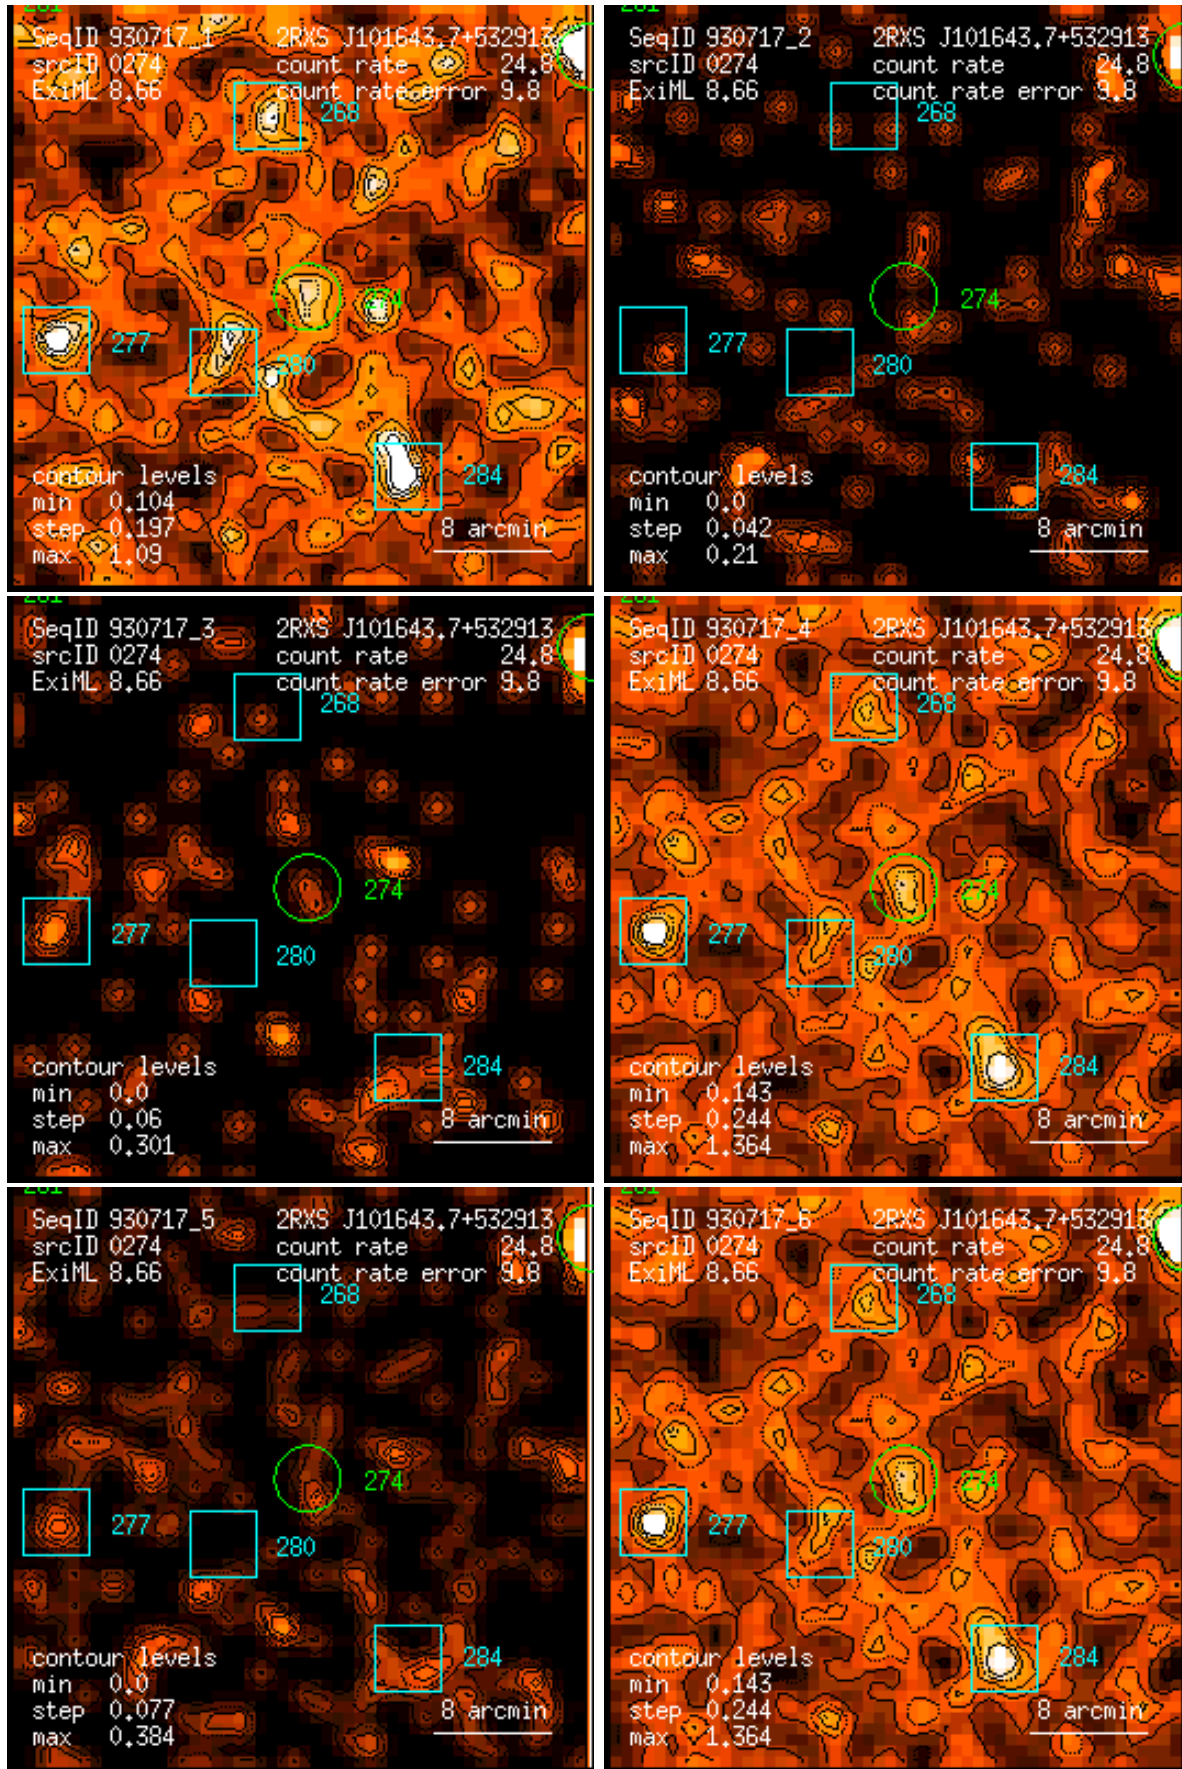 SeqID 930717_1 2RXS J101643.7+532913
srcID 0274 count rate 24.8
ExiML 8.66 count rate error 9.8
268
274
277
280
contour levels 284
min 0.104
step 0.197 8 arcmin
max 1.09
SeqID 930717_2 2RXS J101643.7+532913
srcID 0274 count rate 24.8
ExiML 8.66 count rate error 9.8
268
274
277
280
contour levels 284
min 0.0
step 0.042 8 arcmin
max 0.21
SeqID 930717_3 2RXS J101643.7+532913
srcID 0274 count rate 24.8
ExiML 8.66 count rate error 9.8
268
274
277
280
contour levels 284
min 0.0
step 0.06 8 arcmin
max 0.301
SeqID 930717_4 2RXS J101643.7+532913
srcID 0274 count rate 24.8
ExiML 8.66 count rate error 9.8
268
274
277
280
contour levels 284
min 0.143
step 0.244 8 arcmin
max 1.364
SeqID 930717_5 2RXS J101643.7+532913
srcID 0274 count rate 24.8
ExiML 8.66 count rate error 9.8
268
274
277
280
contour levels 284
min 0.0
step 0.077 8 arcmin
max 0.384
SeqID 930717_6 2RXS J101643.7+532913
srcID 0274 count rate 24.8
ExiML 8.66 count rate error 9.8
268
274
277
280
contour levels 284
min 0.143
step 0.244 8 arcmin
max 1.364